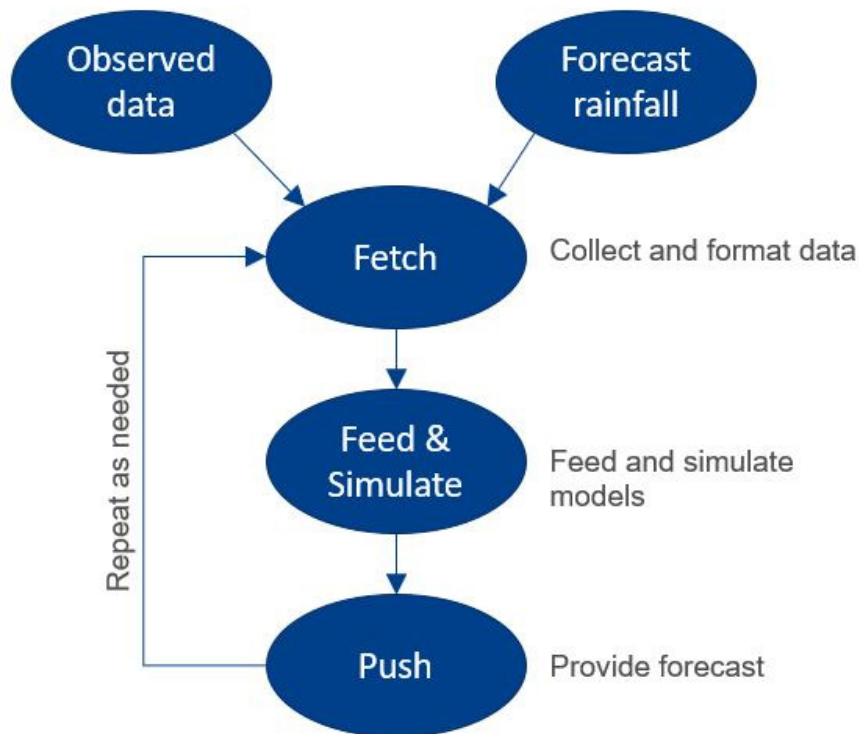 Observed
data
Forecast
rainfall
Fetch
Collect and format data
Repeat as needed
Feed &
Simulate
Feed and simulate
models
Push
Provide forecast